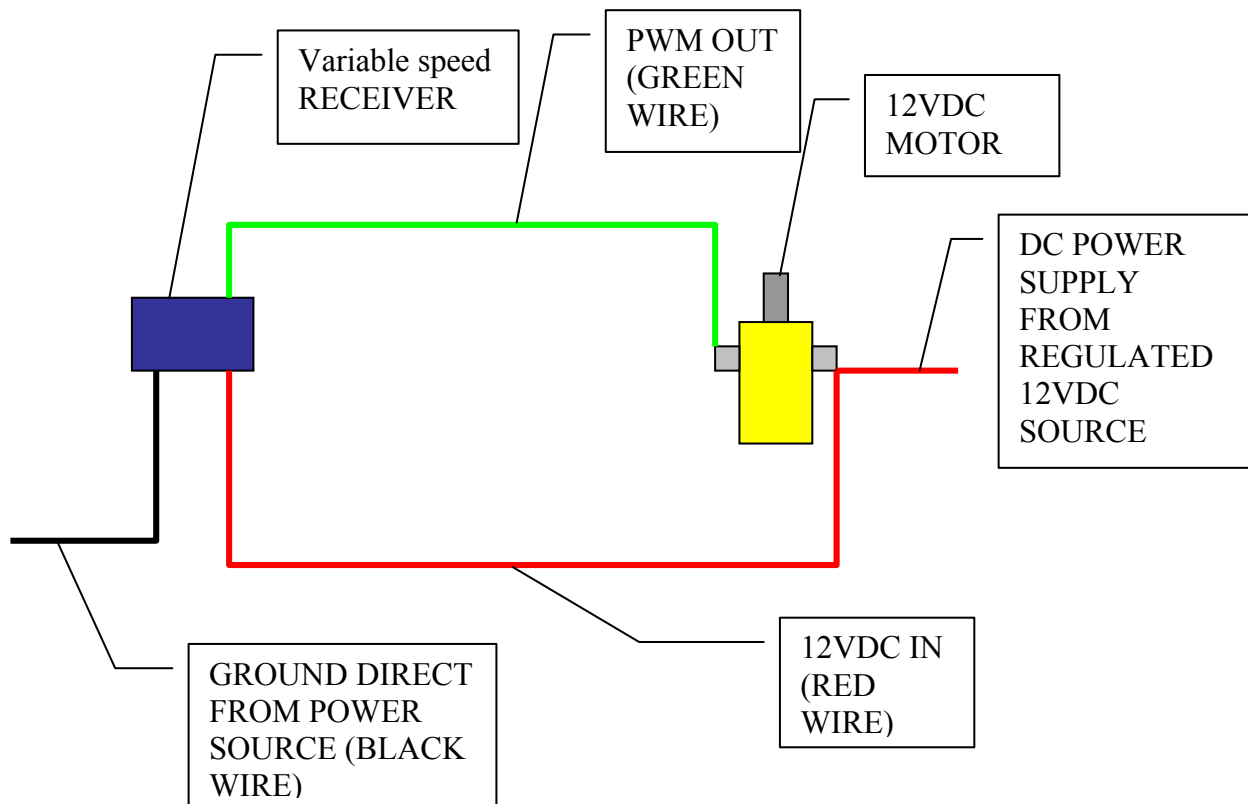 Variable speed
RECEIVER
PWM OUT
(GREEN
WIRE)
12VDC
MOTOR
DC POWER
SUPPLY
FROM
REGULATED
12VDC
SOURCE
GROUND DIRECT
FROM POWER
SOURCE (BLACK
WIRE)
12VDC IN
(RED
WIRE)